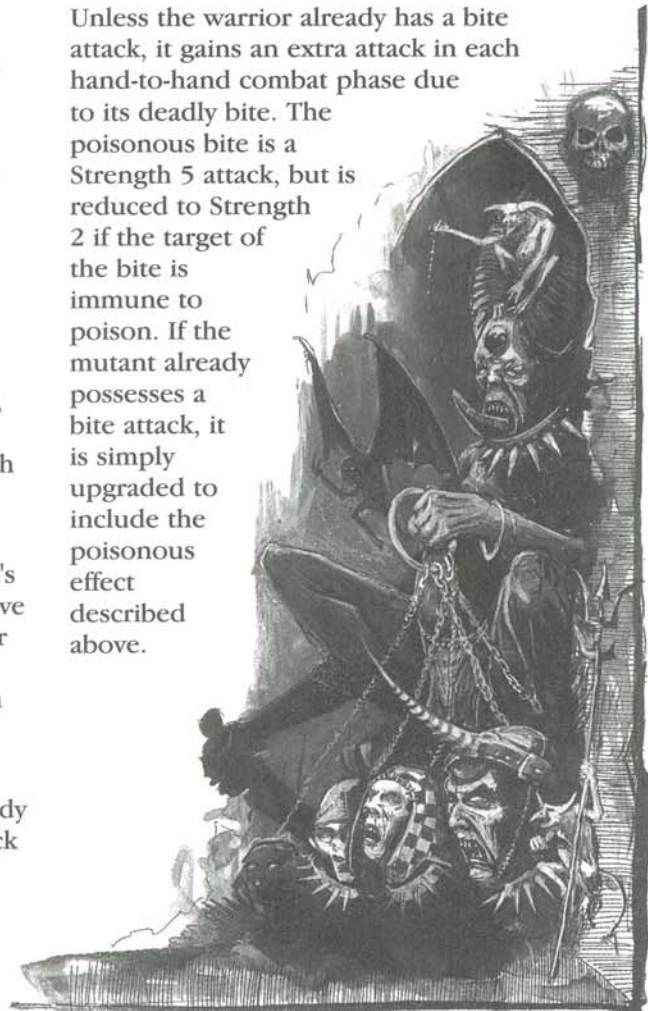 Unless the warrior already has a bite
attack, it gains an extra attack in each
hand-to-hand combat phase due
to its deadly bite. The
poisonous bite is a
Strength 5 attack, but is
reduced to Strength
2 if the target of
the bite is
immune to
poison. If the
mutant already
possesses a
bite attack, it
is simply
upgraded to
include the
poisonous
effect
described
above.